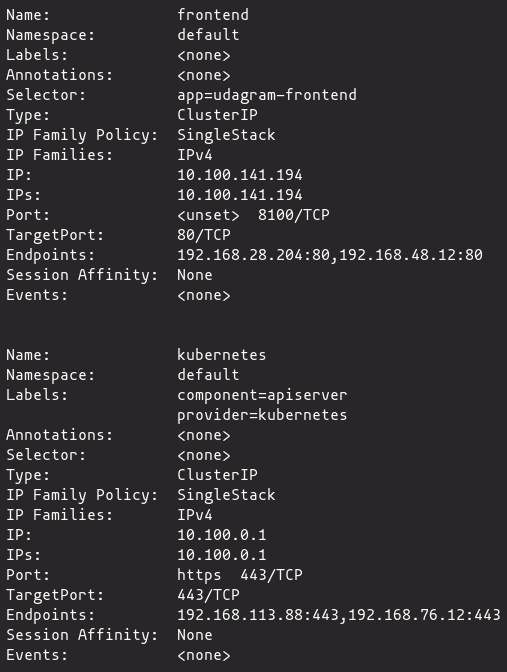 Name: frontend
Namespace: default
Labels: <none>
Annotations: <none>
Selector: app=udagram-frontend
Type: ClusterIP
IP Family Policy: SingleStack
IP Families: IPv4
IP: 10.100.141.194
IPs: 10.100.141.194
Port: <unset> 8100/TCP
TargetPort: 80/TCP
Endpoints: 192.168.28.204:80,192.168.48.12:80
Session Affinity: None
Events: <none>
Name: kubernetes
Namespace: default
Labels: component=apiserver
provider=kubernetes
Annotations: <none>
Selector: <none>
Type: ClusterIP
IP Family Policy: SingleStack
IP Families: IPv4
IP: 10.100.0.1
IPs: 10.100.0.1
Port: https 443/TCP
TargetPort: 443/TCP
Endpoints: 192.168.113.88:443,192.168.76.12:443
Session Affinity: None
Events: <none>